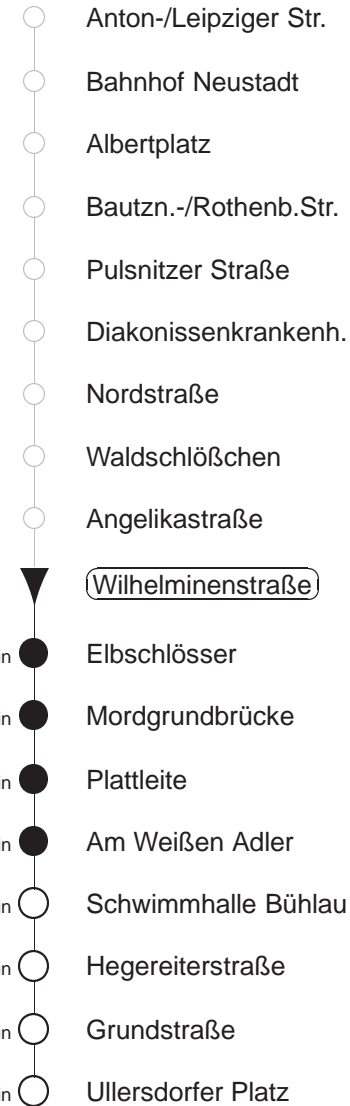 Anton-/Leipziger Str.
Bahnhof Neustadt
Albertplatz
Bautzn.-/Rothenb.Str.
Pulsnitzer Straße
Diakonissenkrankenh.
Nordstraße
Waldschlößchen
Angelikastraße
Wilhelminenstraße
Elbschlösser
Mordgrundbrücke
Plattleite
Am Weißen Adler
Schwimmhalle Bühlau
Hegereiterstraße
Grundstraße
Ullersdorfer Platz